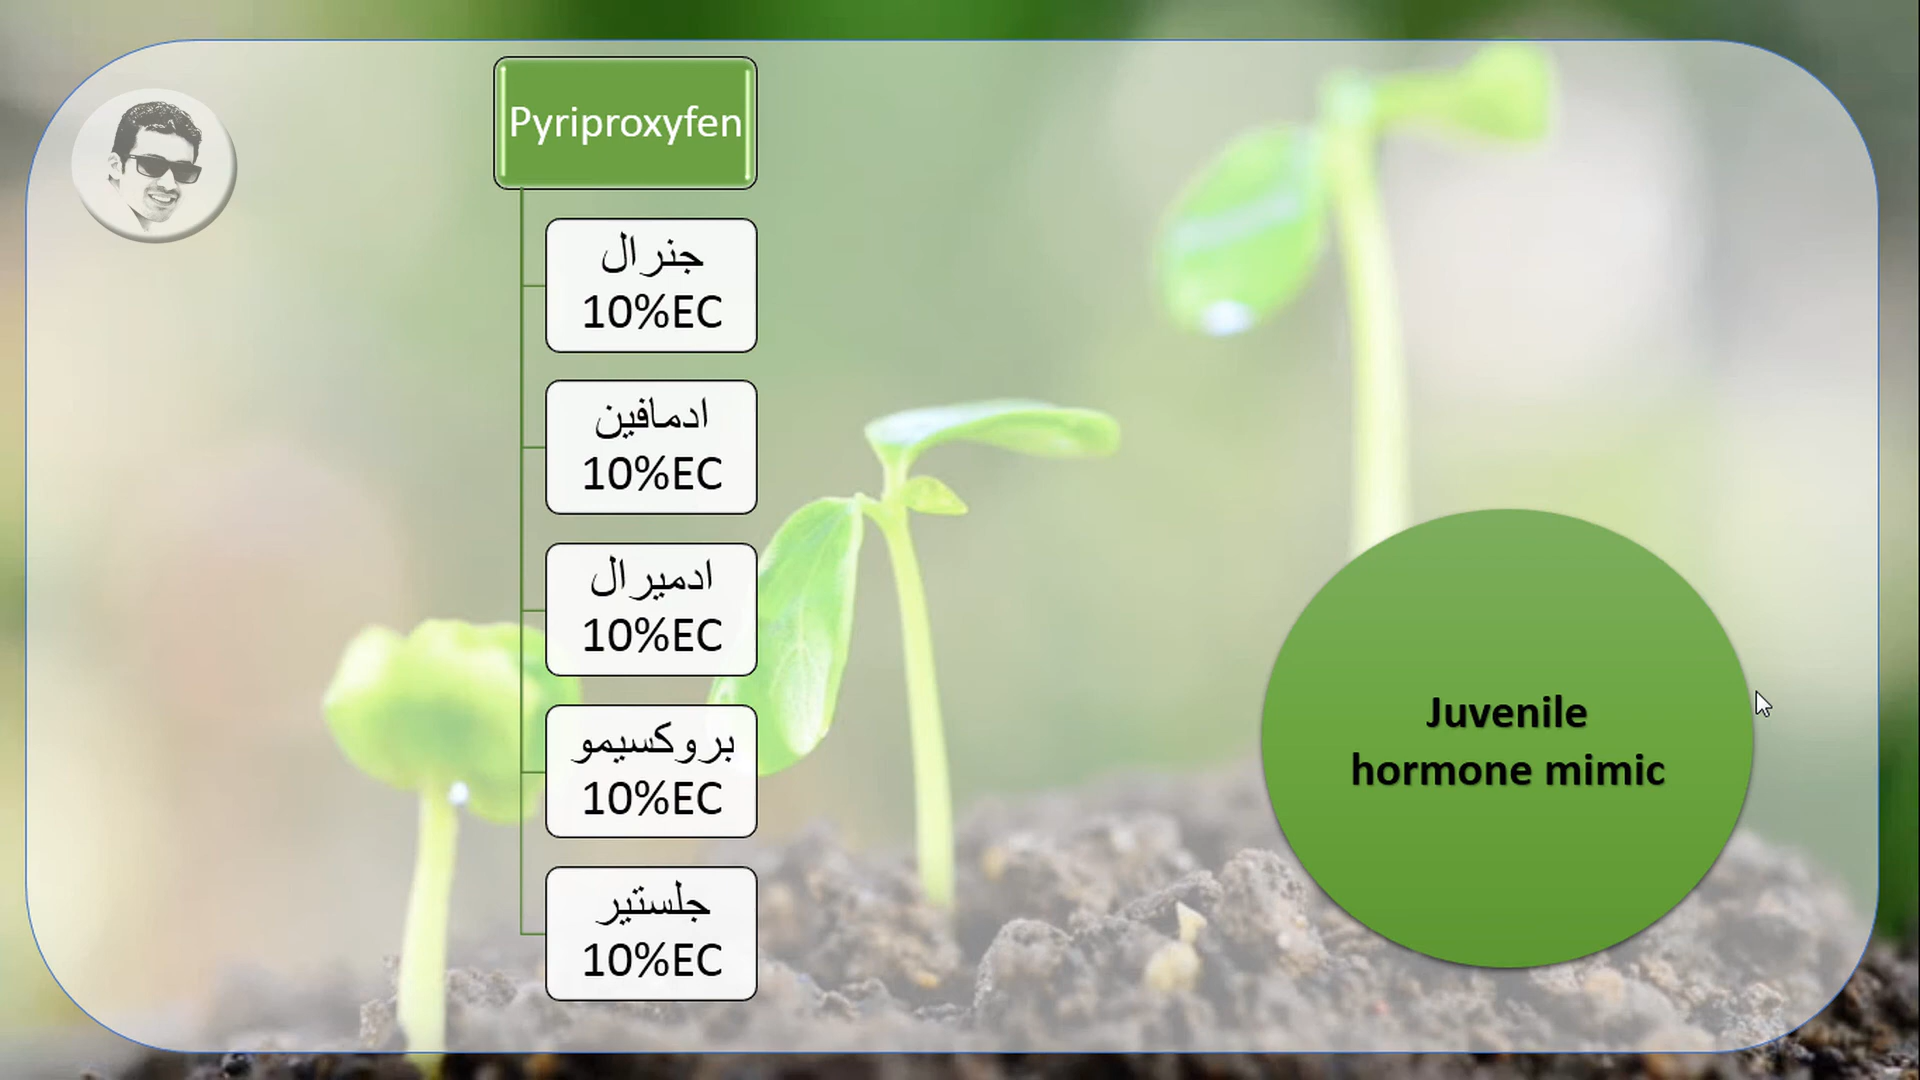 Pyriproxyfen
جنرال
10%EC
ادمافين
10%EC
ادميرال
10%EC
بروكسيمو
10%EC
جلستير
10%EC
Juvenile
hormone mimic